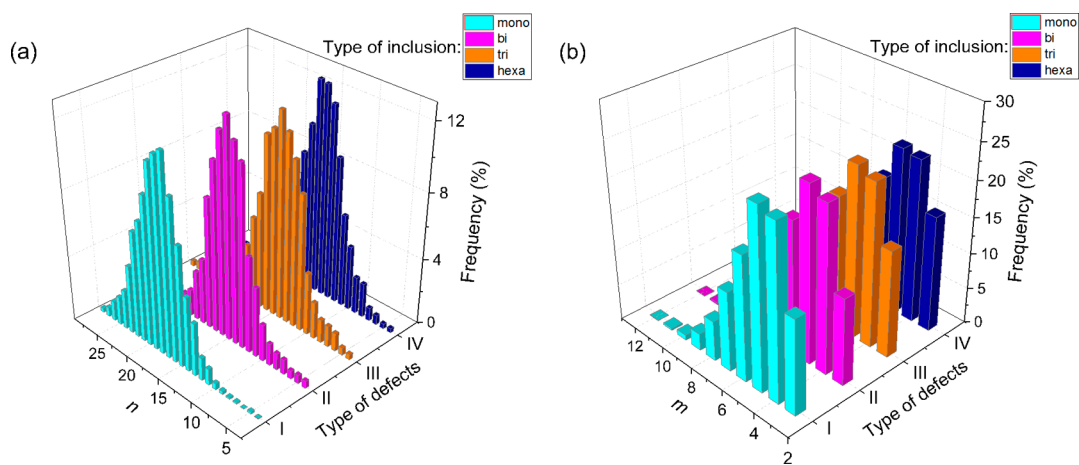 (a)
Type of inclusion:
mono
bi
tri
hexa
12
8
4
0
Frequency (%)
IV
III
II
I
Type of defects
25
20
15
10
5
n
(b)
Type of inclusion:
mono
bi
tri
hexa
30
25
20
15
10
5
0
Frequency (%)
IV
III
II
I
Type of defects
12
10
8
6
4
2
m